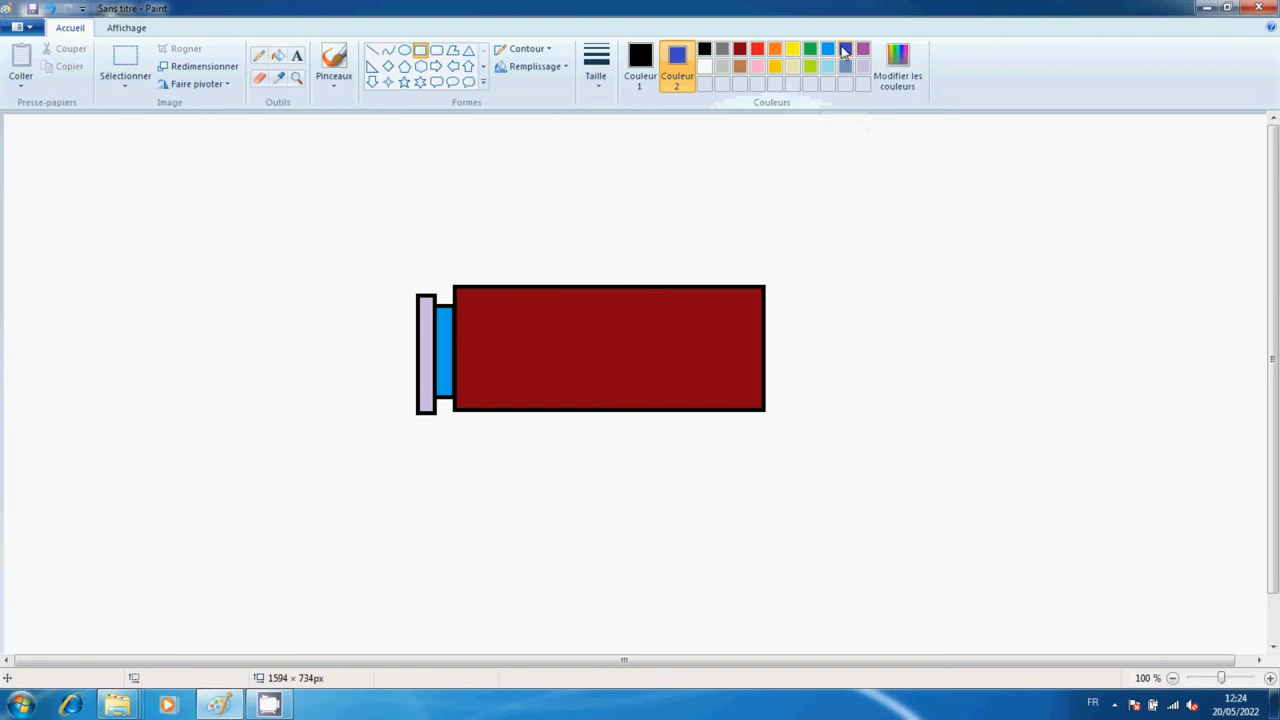 Sans titre - Paint
Accueil Affichage
Coller
Couper
Copier
Presse-papiers
Sélectionner
Rogner
Redimensionner
Faire pivoter
Image
A
Outils
Pinceaux
Contour
Remplissage
Formes
Taille
Couleur 1
Couleur 2
Modifier les couleurs
Couleurs
1594 × 734px
100 %
FR
12:24
20/05/2022